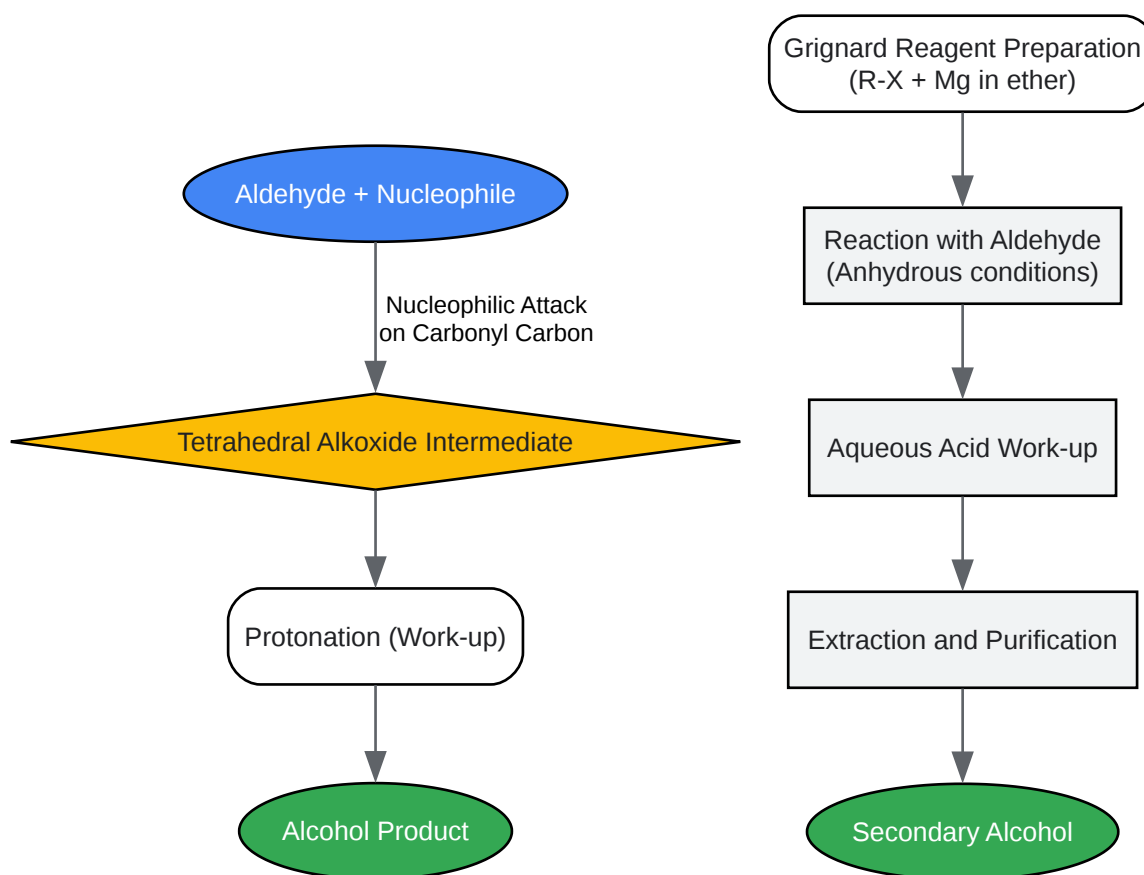 Aldehyde + Nucleophile
Nucleophilic Attack
on Carbonyl Carbon
Tetrahedral Alkoxide Intermediate
Protonation (Work-up)
Alcohol Product
Grignard Reagent Preparation
(R-X + Mg in ether)
Reaction with Aldehyde
(Anhydrous conditions)
Aqueous Acid Work-up
Extraction and Purification
Secondary Alcohol